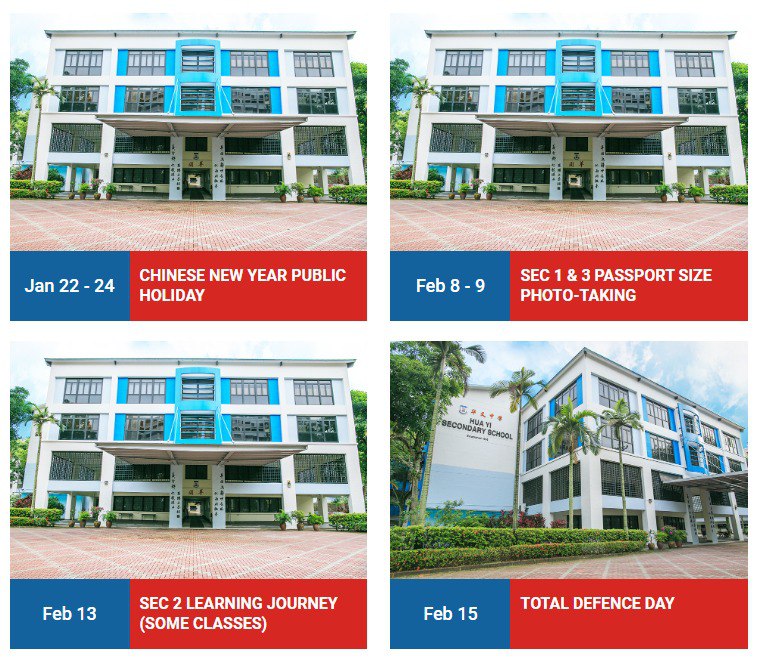 Jan 22 - 24
CHINESE NEW YEAR PUBLIC
HOLIDAY
Feb 8 - 9
SEC 1 & 3 PASSPORT SIZE
PHOTO-TAKING
华义中学
HUA YI
SECONDARY SCHOOL
Feb 13
SEC 2 LEARNING JOURNEY
(SOME CLASSES)
Feb 15
TOTAL DEFENCE DAY